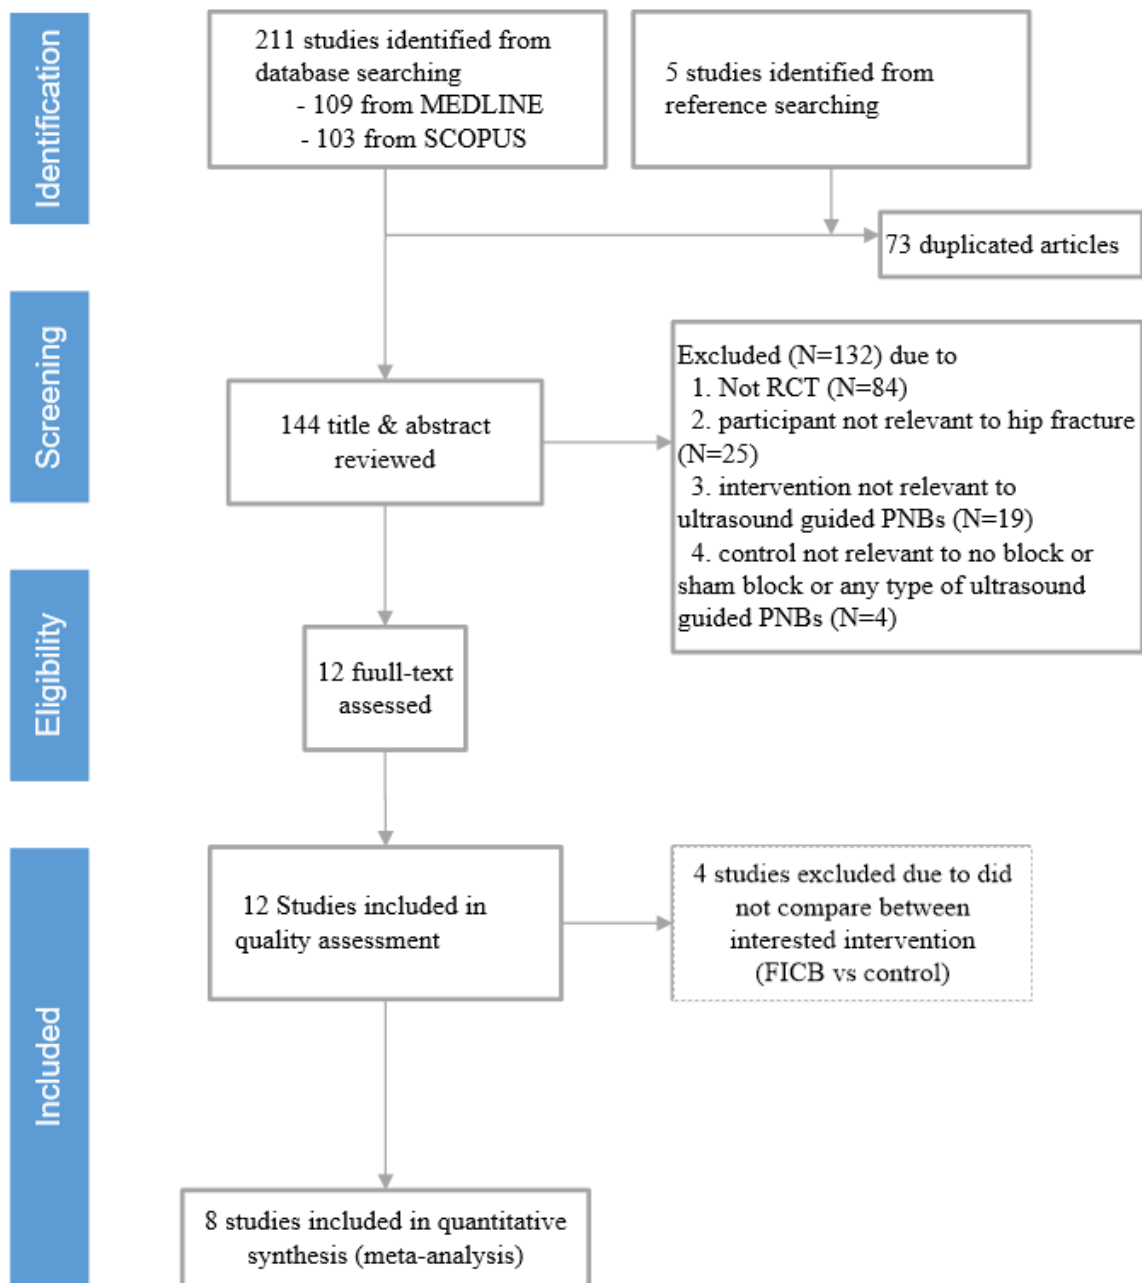 Identification
211 studies identified from
database searching
- 109 from MEDLINE
- 103 from SCOPUS
5 studies identified from
reference searching
73 duplicated articles
Screening
144 title & abstract
reviewed
Excluded (N=132) due to
1. Not RCT (N=84)
2. participant not relevant to hip fracture
(N=25)
3. intervention not relevant to
ultrasound guided PNBs (N=19)
4. control not relevant to no block or
sham block or any type of ultrasound
guided PNBs (N=4)
Eligibility
12 fuull-text
assessed
Included
12 Studies included in
quality assessment
4 studies excluded due to did
not compare between
interested intervention
(FICB vs control)
8 studies included in quantitative
synthesis (meta-analysis)